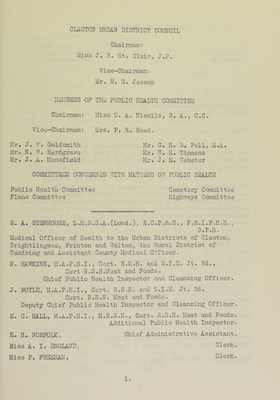 CLACTON URBAN DISTRICT COUNCIL
Chairman:
Miss J. B. St. Clair, J.P.
Vice-Chairman:
Mr. H. G. Jessop
MEMBERS OF THE PUBLIC HEALTH COMMITTEE
Chairman: Miss D. A. Nicolls, B.A., C.C.
Vice-Chairman: Mrs. F. R. Reed.
Mr. J. V. Goldsmith Mr. C. H. D. Pull, M.A.
Mr. N. W. Hardgrave Mr. W. H. Timmans
Mr. J. A. Mansfield Mr. J. E. Webster
COMMITTEES CONCERNED WITH MATTERS OF PUBLIC HEALTH
Public Health Committee Cemetery Committee
Plans Committee Highways Committee
N. A. STENHOUSE, L.M.S.S.A.(Lond.), R.C.P.&.S., F.R.I.P.H.H.,
D.P.H.
Medical Officer of Health to the Urban Districts of Clacton,
Brightlingsea, Frinton and Walton, the Rural District of
Tendring and Assistant County Medical Officer.
N. HAWKINS, M.A.P.H.I., Cert. R.S.H. and S.I.E. Jt. Bd.,
Cert R.S.H.Meat and Foods.
Chief Public Health Inspector and Cleansing Officer.
J. BOYLE, M.A.P.H.I., Cert. R.S.H. and S.I.E. Jt. Bd.
Cert. R.S.H. Meat and Foods.
Deputy Chief Public Health Inspector and Cleansing Officer.
E. G. HALL, M.A.P.H.I., M.R.S.H., Cert. R.S.H. Meat and Foods.
Additional Public Health Inspector.
E. H. NORFOLK, Chief Administrative Assistant.
Miss A. I. ENGLAND, Clerk.
Miss P. FREEMAN, Clerk.
1.